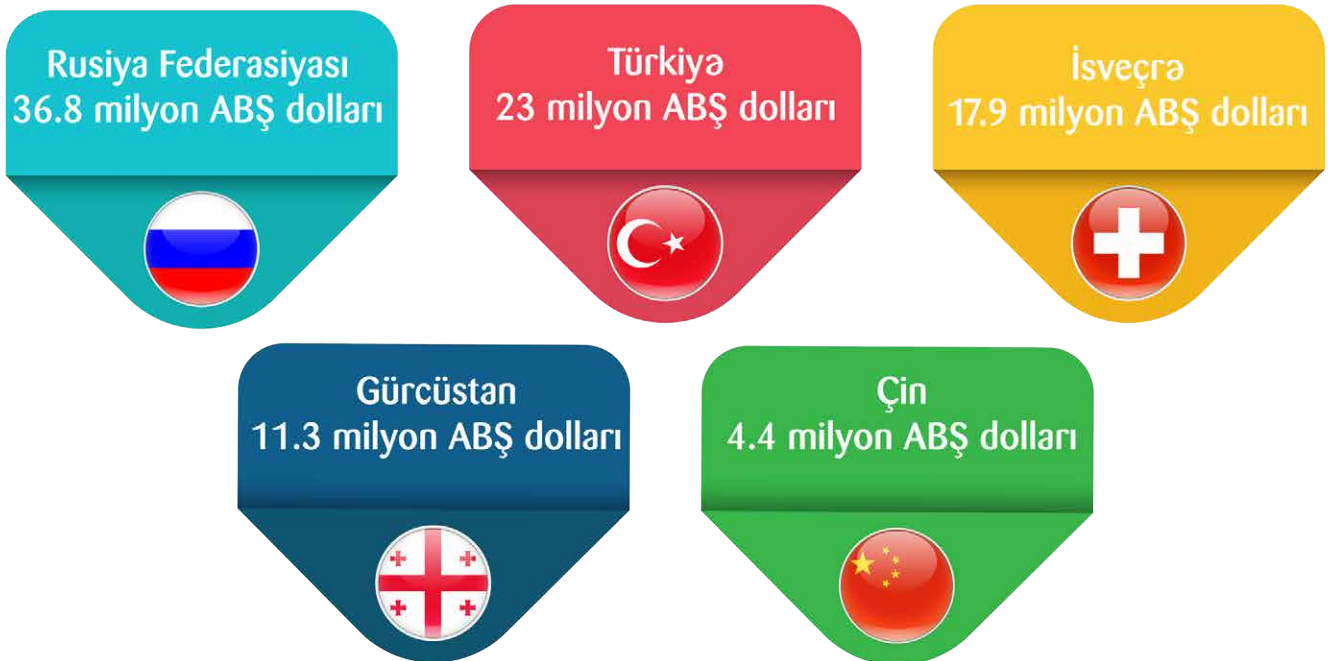 Rusiya Federasiyası
36.8 milyon ABŞ dolları
Türkiyə
23 milyon ABŞ dolları
İsveçrə
17.9 milyon ABŞ dolları
Gürcüstan
11.3 milyon ABŞ dolları
Çin
4.4 milyon ABŞ dolları